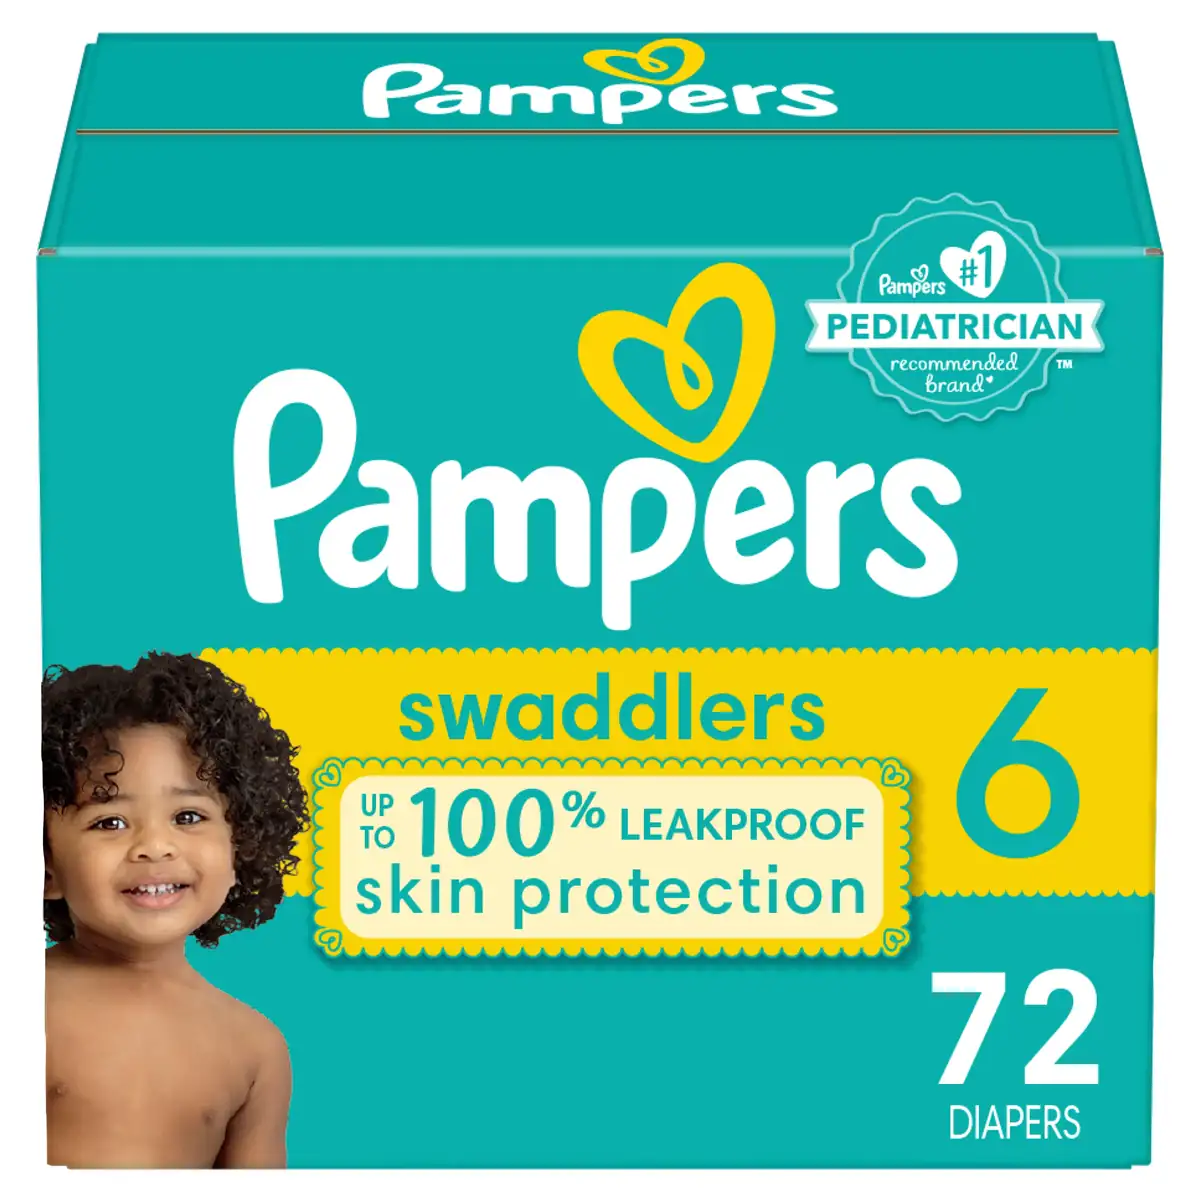 Pampers
Pampers #1
PEDIATRICIAN
recommended ™
brand
Pampers
swaddlers
6
UP TO 100% LEAKPROOF
skin protection
72
DIAPERS